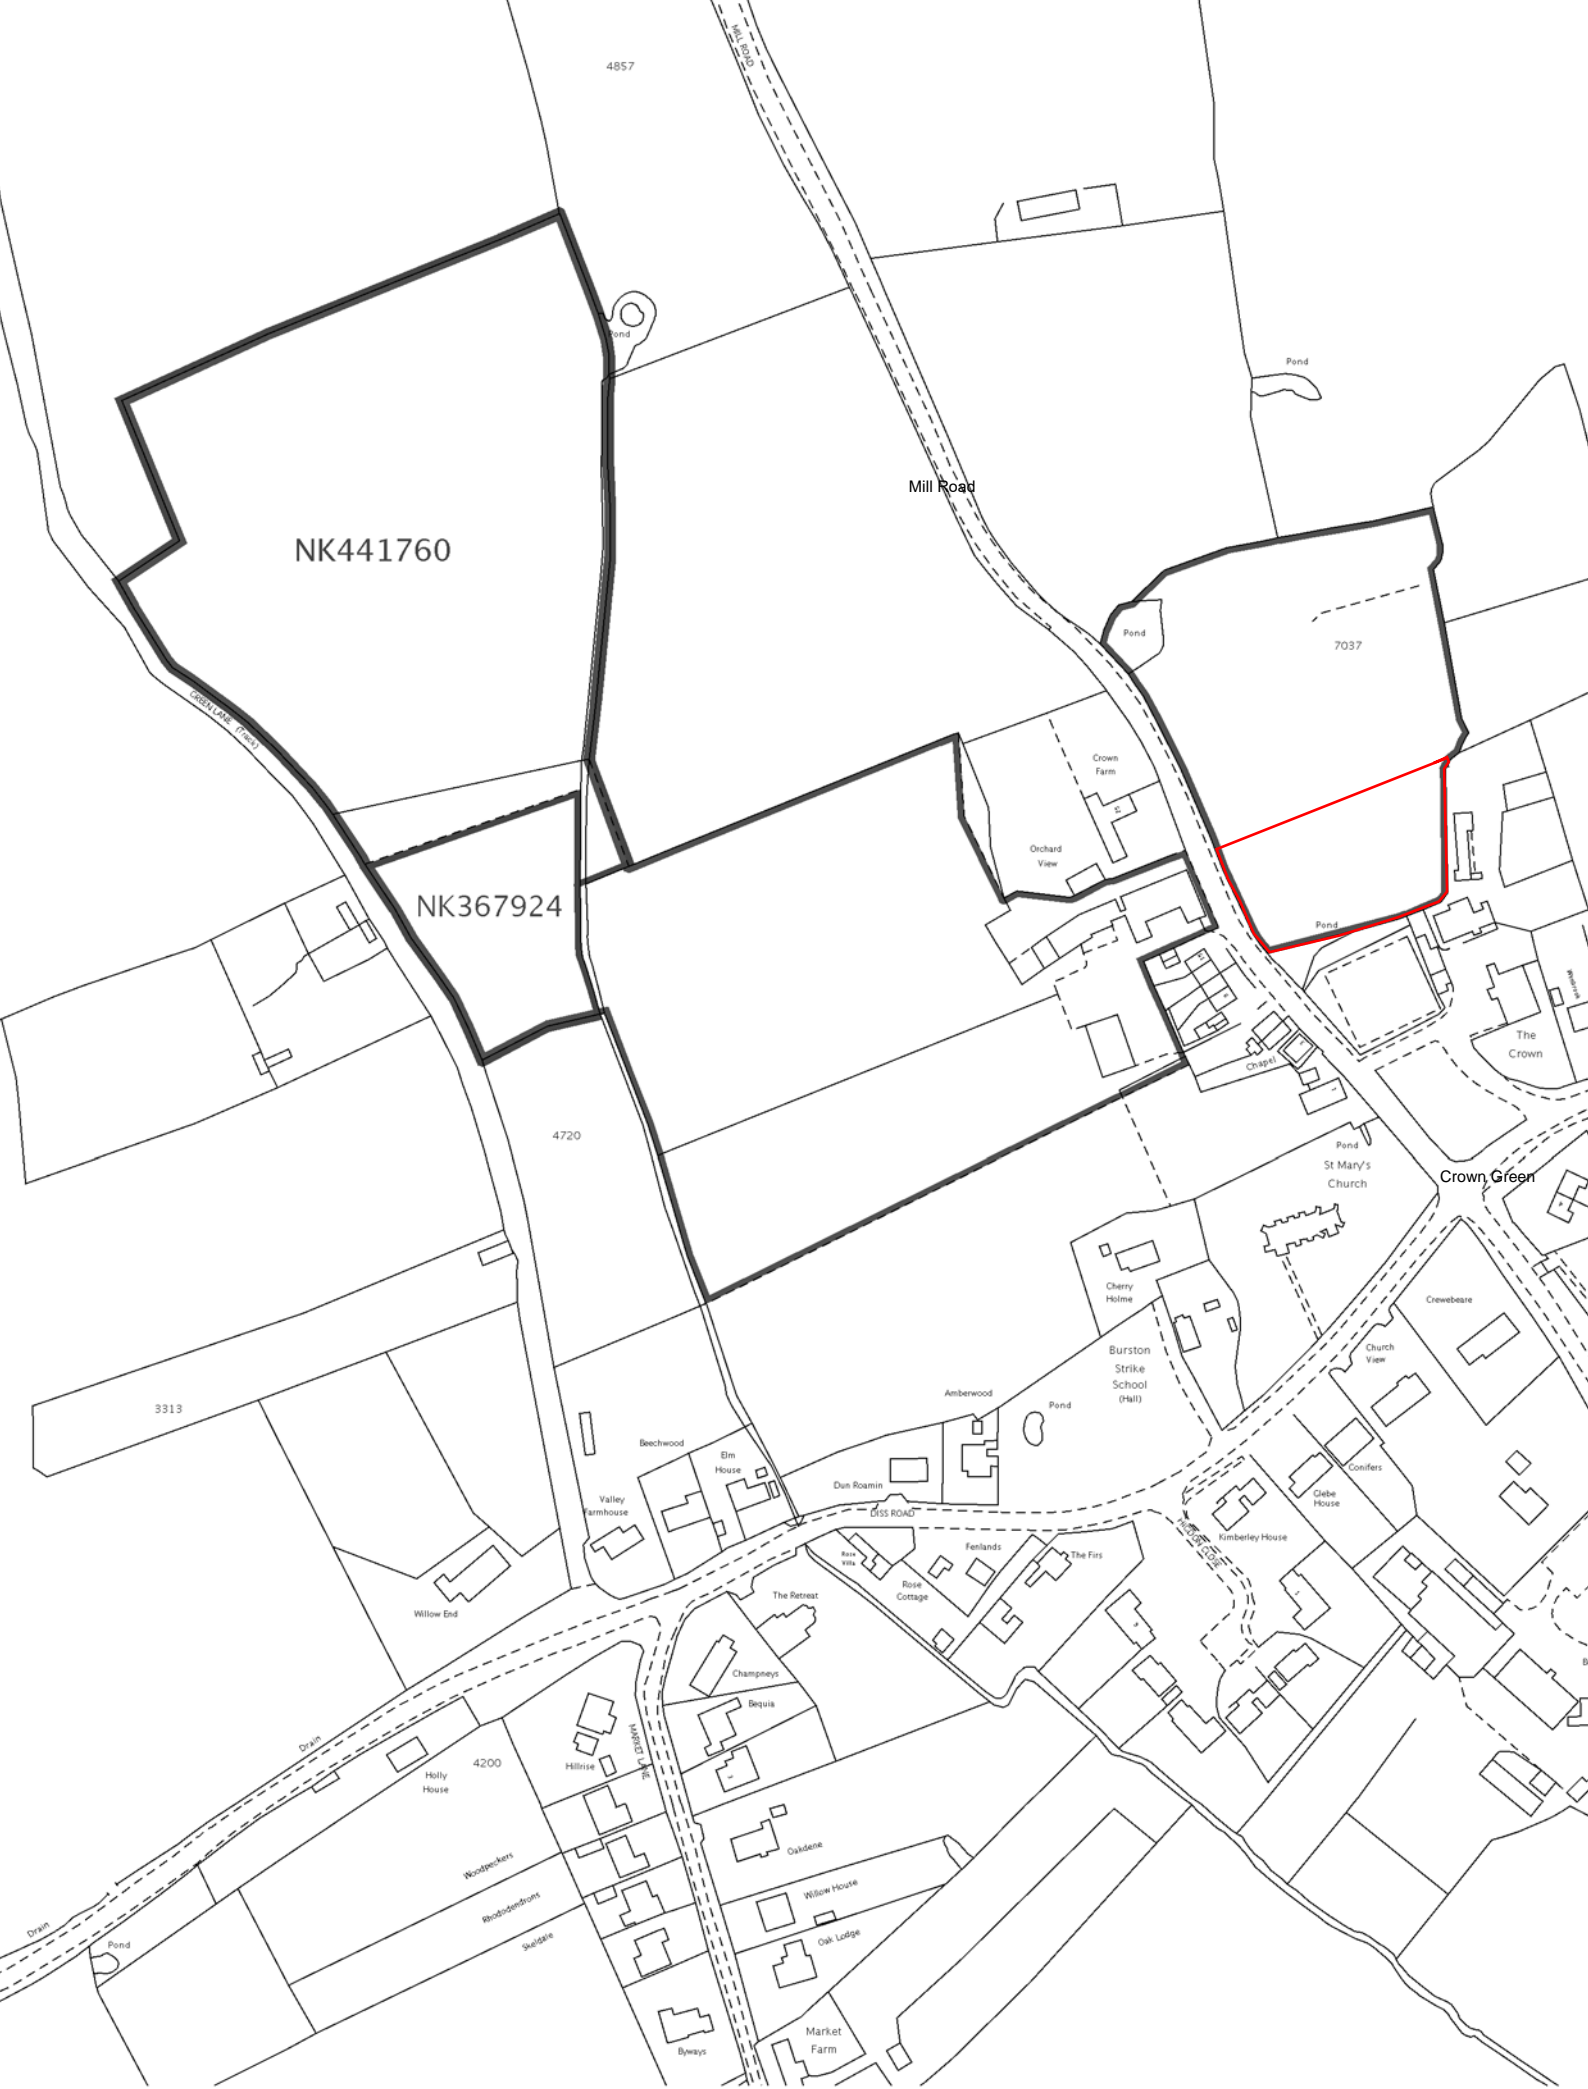 4857
MILL ROAD
Pond
Pond
Mill Road
NK441760
Pond
7037
GREEN LANE (Track)
Crown
Farm
Orchard
View
NK367924
Pond
The
Crown
Chapel
4720
Pond
St Mary's
Church
Crown Green
Cherry
Holme
Crewebeare
Church
View
Burston
Strike
School
(Hall)
3313
Amberwood
Pond
Beechwood
Elm
House
Conifers
Dun Roamin
Glebe
House
Valley
Farmhouse
DISS ROAD
HIGDON CLOSE
Kimberley House
Rose
Villa
Fenlands
The Firs
Rose
Cottage
The Retreat
Willow End
Champneys
Bequia
MARKET LANE
Drain
4200
Hillrise
Holly
House
Oakdene
Woodpeckers
Rhododendrons
Willow House
Skeldale
Oak Lodge
Drain
Pond
Market
Farm
Byways